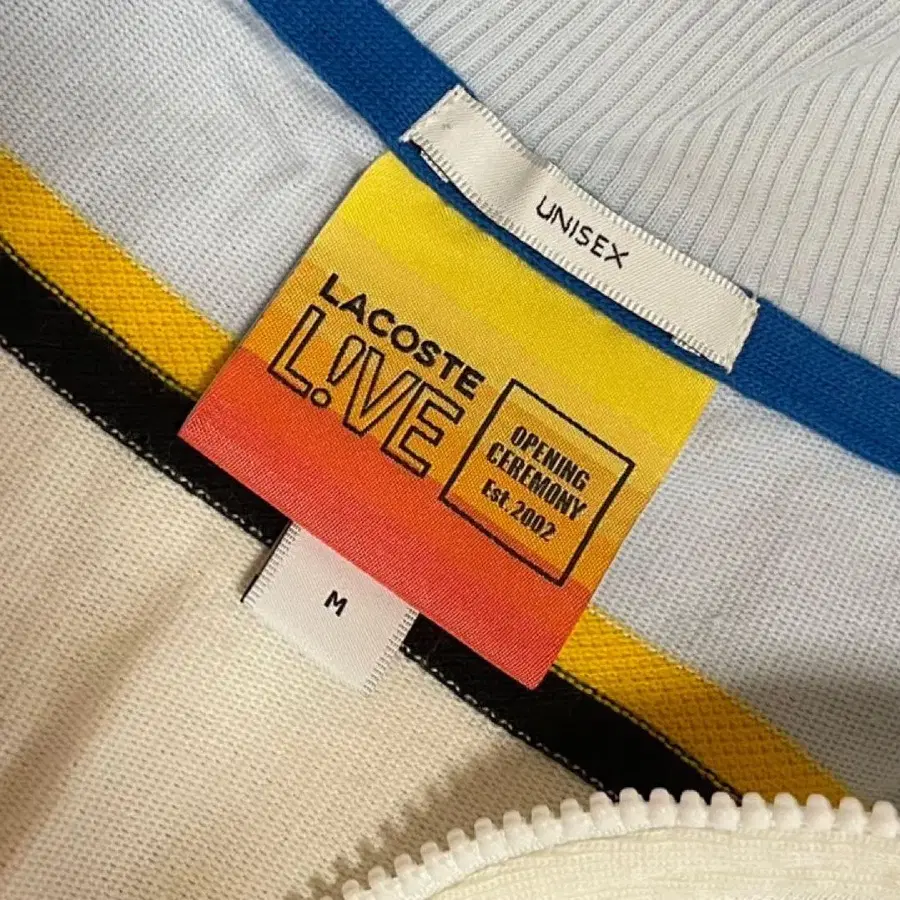 UNISEX
LACOSTE
L!VE
OPENING
CEREMONY
Est.2002
M